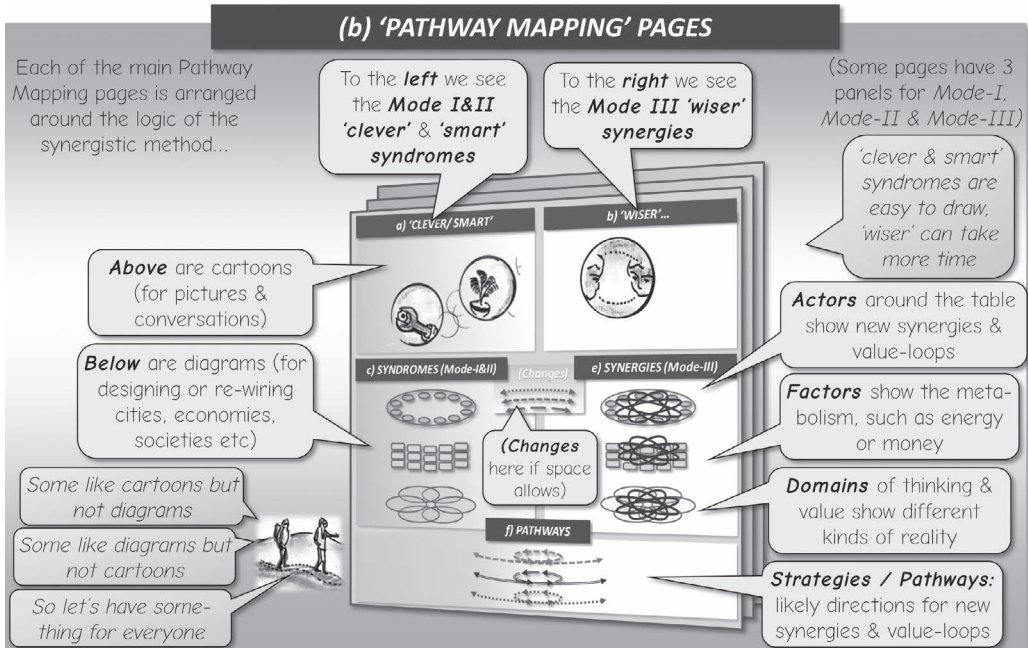 (b) ‘PATHWAY MAPPING’ PAGES
Each of the main Pathway
Mapping pages is arranged
around the logic of the
synergistic method...
To the left we see
the Mode I&II
‘clever’ & ‘smart’
syndromes
To the right we see
the Mode III ‘wiser’
synergies
(Some pages have 3
panels for Mode-I,
Mode-II & Mode-III)
‘clever & smart’
syndromes are
easy to draw,
‘wiser’ can take
more time
a) ‘CLEVER/ SMART’
b) ‘WISER’...
Above are cartoons
(for pictures &
conversations)
Below are diagrams (for
designing or re-wiring
cities, economies,
societies etc)
c) SYNDROMES (Mode-I&II)
(Changes)
e) SYNERGIES (Mode-III)
(Changes
here if space
allows)
f) PATHWAYS
Actors around the table
show new synergies &
value-loops
Factors show the meta-
bolism, such as energy
or money
Domains of thinking &
value show different
kinds of reality
Strategies / Pathways:
likely directions for new
synergies & value-loops
Some like cartoons but
not diagrams
Some like diagrams but
not cartoons
So let’s have some-
thing for everyone